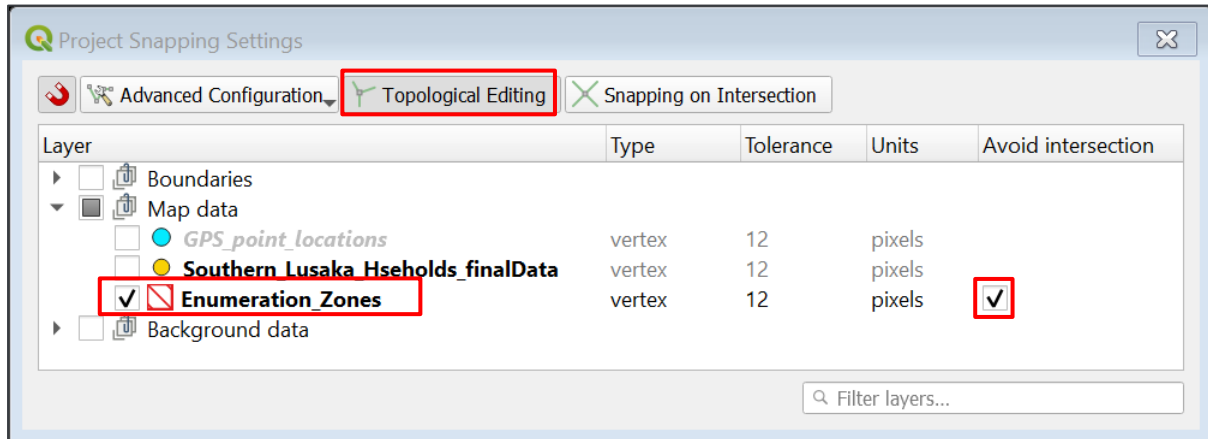 Project Snapping Settings
Advanced Configuration Topological Editing Snapping on Intersection
Layer Type Tolerance Units Avoid intersection
Boundaries
Map data
GPS_point_locations vertex 12 pixels
Southern_Lusaka_Hseholds_finalData vertex 12 pixels
Enumeration_Zones vertex 12 pixels
Background data
Filter layers...